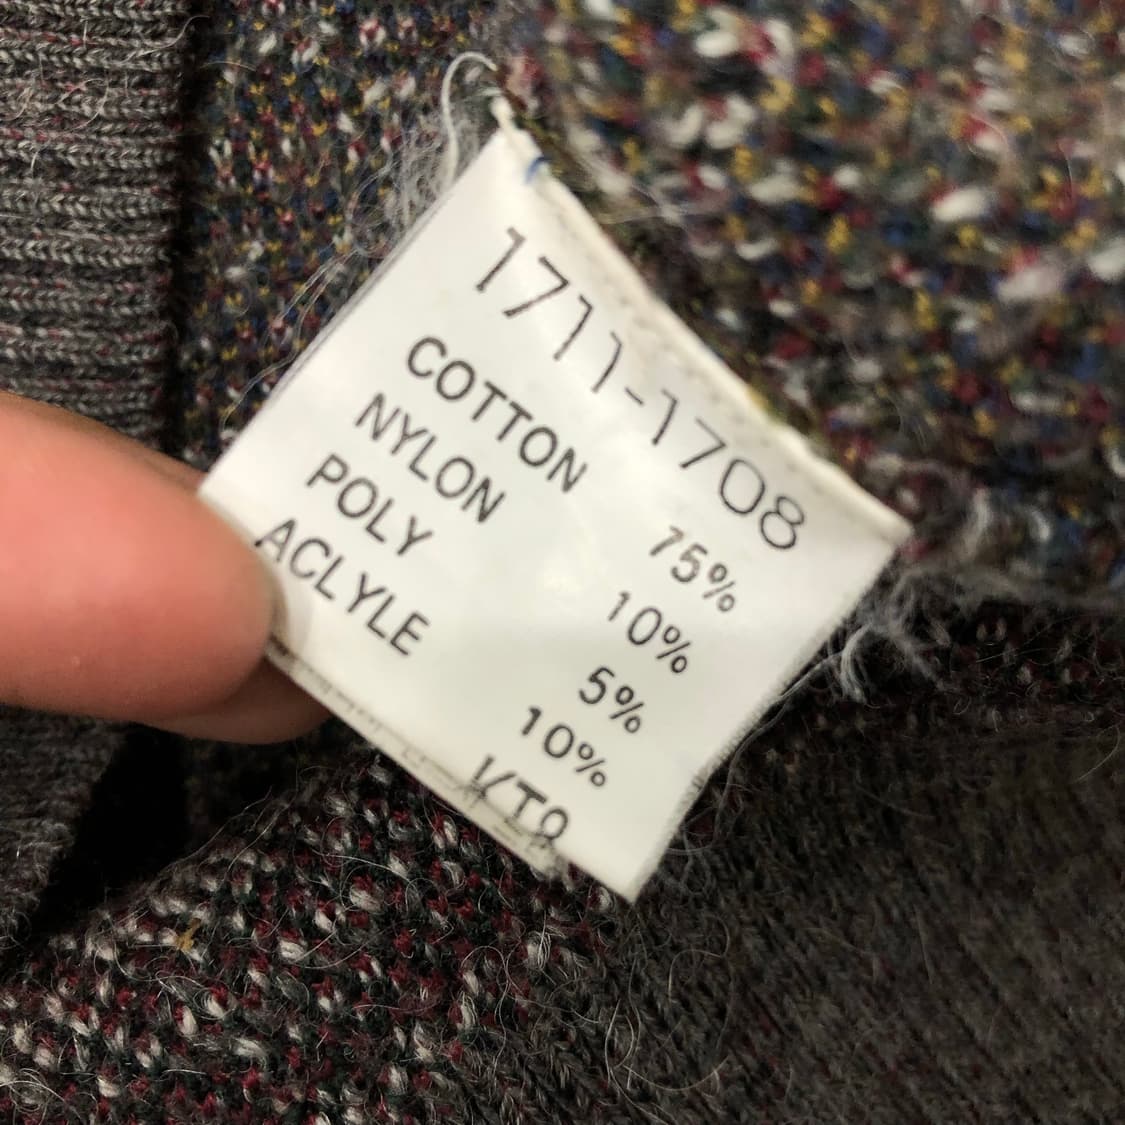 1711-1708
COTTON 75%
NYLON 10%
POLY 5%
ACLYLE 10%